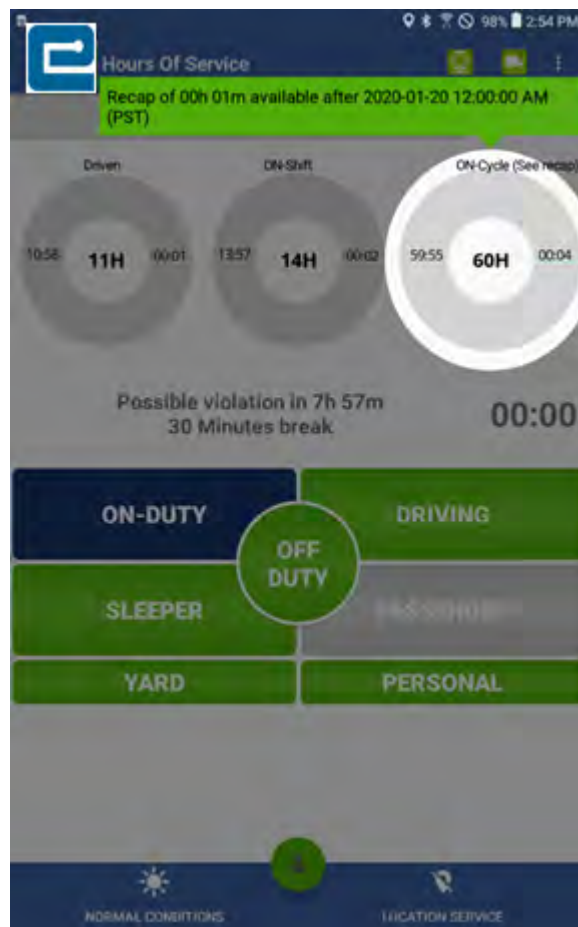 98% 2:54 PM
Hours Of Service
Recap of 00h 01m available after 2020-01-20 12:00:00 AM
(PST)
Driven ON-Shift ON-Cycle (See recap)
10:58 11H 00:01 13:57 14H 00:02 59:55 60H 00:04
Possible violation in 7h 57m
30 Minutes break
00:00
ON-DUTY DRIVING
OFF
DUTY
SLEEPER
YARD PERSONAL
NORMAL CONDITIONS LOCATION SERVICE